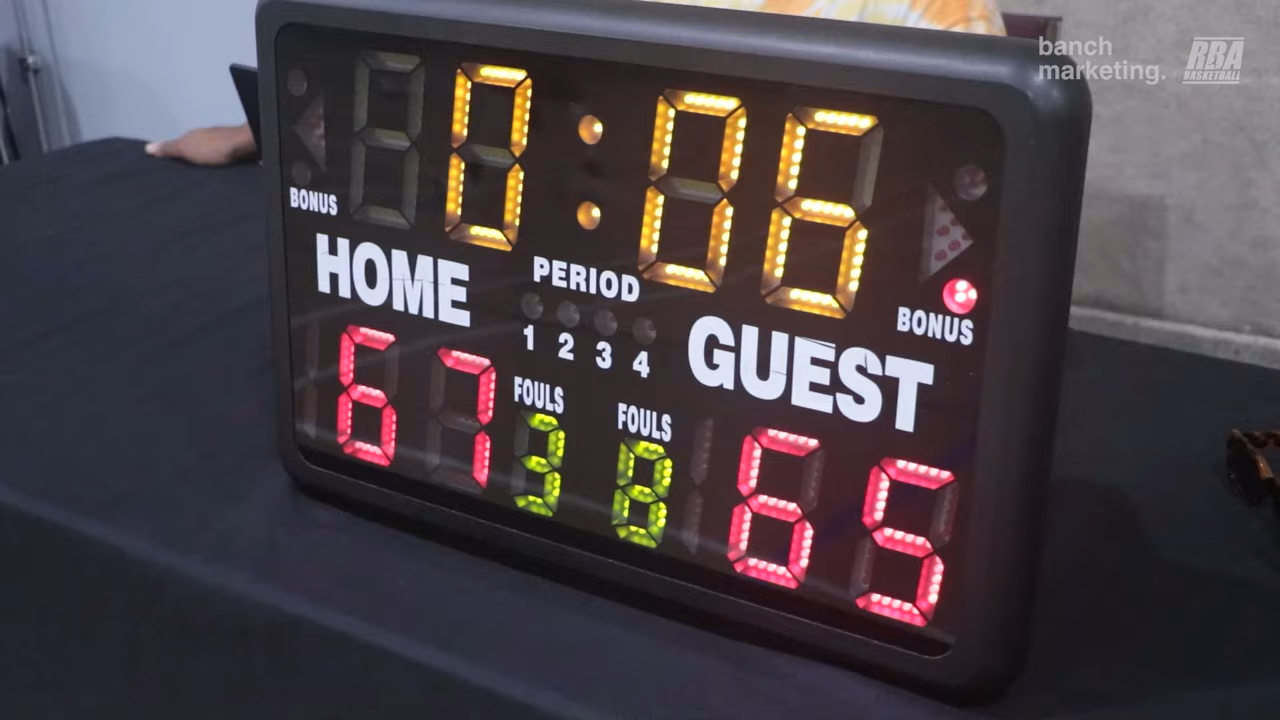 banch
marketing.
RBA
BASKETBALL
0:06
BONUS
HOME
PERIOD
BONUS
1 2 3 4
GUEST
FOULS
FOULS
67
3
8
65